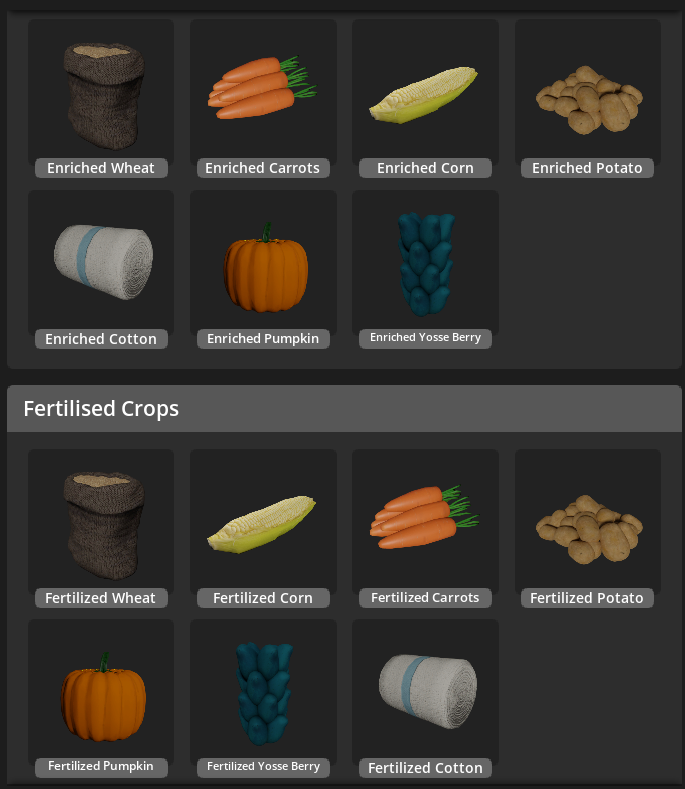 Enriched Wheat
Enriched Carrots
Enriched Corn
Enriched Potato
Enriched Cotton
Enriched Pumpkin
Enriched Yosse Berry
Fertilised Crops
Fertilized Wheat
Fertilized Corn
Fertilized Carrots
Fertilized Potato
Fertilized Pumpkin
Fertilized Yosse Berry
Fertilized Cotton